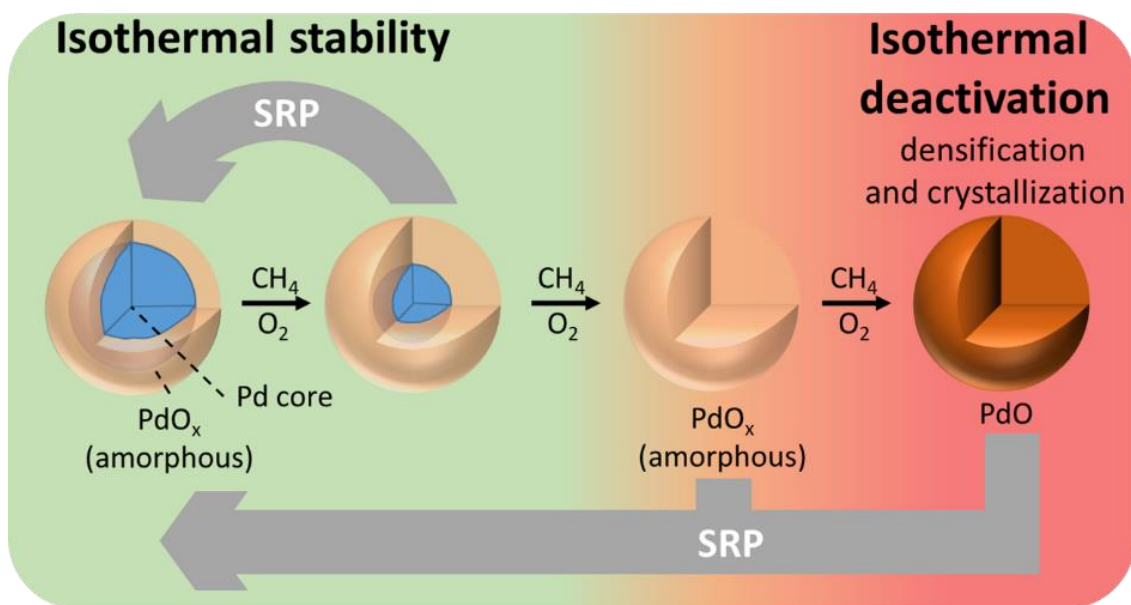 Isothermal stability
Isothermal
deactivation
densification
and crystallization
SRP
CH₄
O₂
CH₄
O₂
CH₄
O₂
Pd core
PdOₓ
(amorphous)
PdOₓ
(amorphous)
PdO
SRP